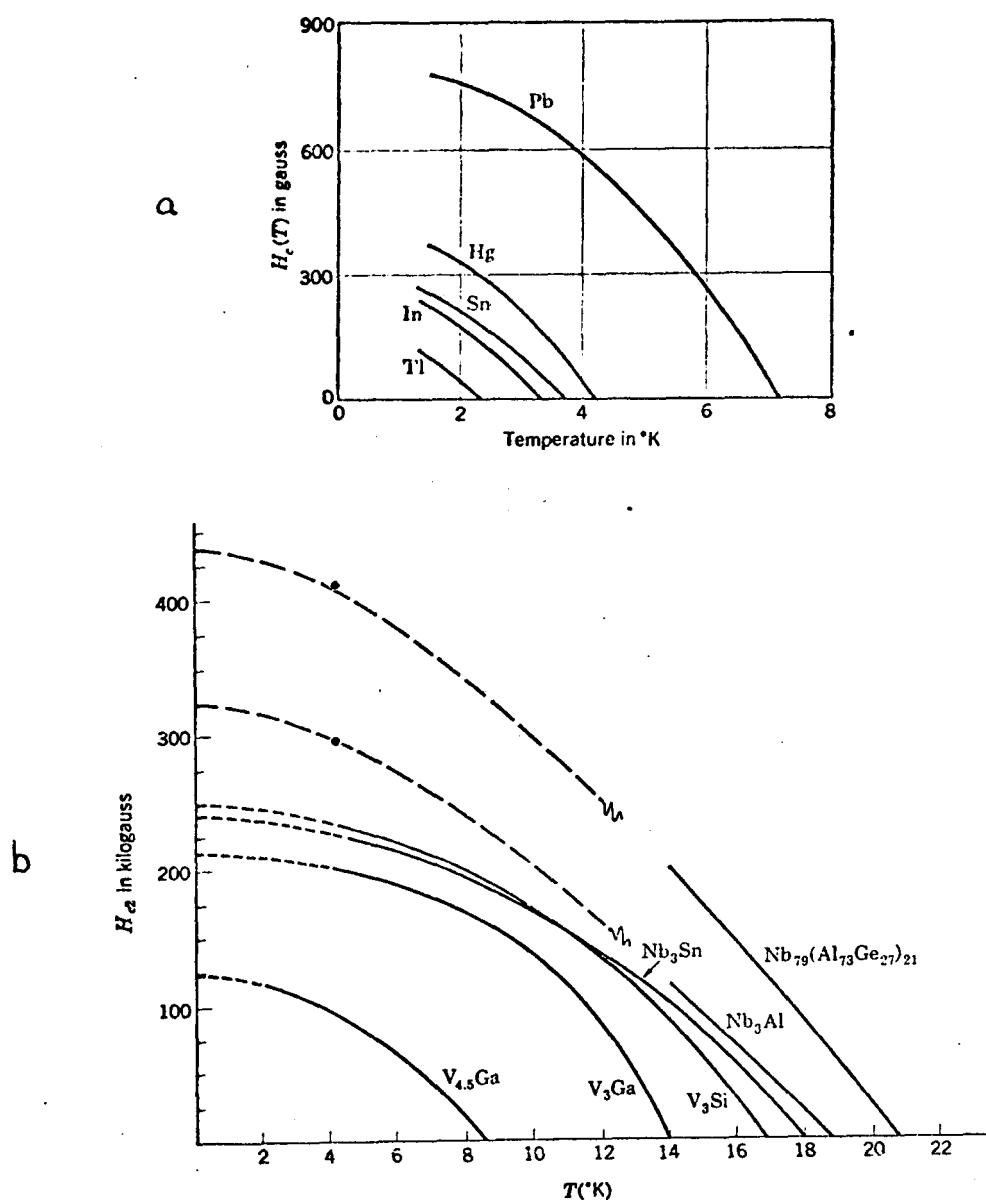 a
900
600
300
0
H_c(T) in gauss
Pb
Hg
Sn
In
Tl
0 2 4 6 8
Temperature in °K
b
400
300
200
100
H_c2 in kilogauss
Nb₃Sn
Nb₇₉(Al₇₃Ge₂₇)₂₁
Nb₃Al
V₄.₅Ga
V₃Ga
V₃Si
2 4 6 8 10 12 14 16 18 20 22
T(°K)